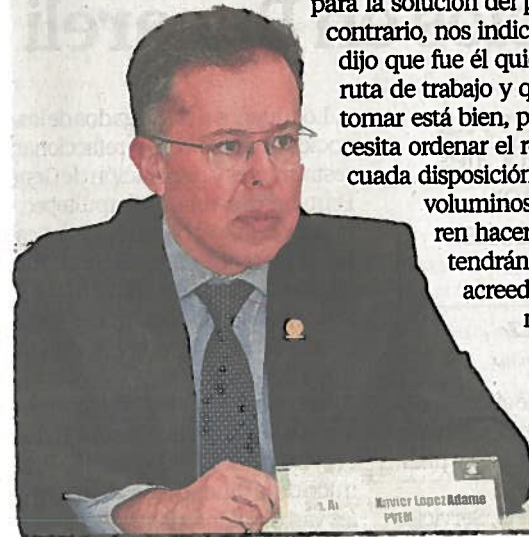 para la solución del p
contrario, nos indic
dijo que fue él qui
ruta de trabajo y q
tomar está bien, p
cesita ordenar el r
cuada disposición
voluminos
ren hacer
tendrán
acreed
Xavier López Adame
PVEM